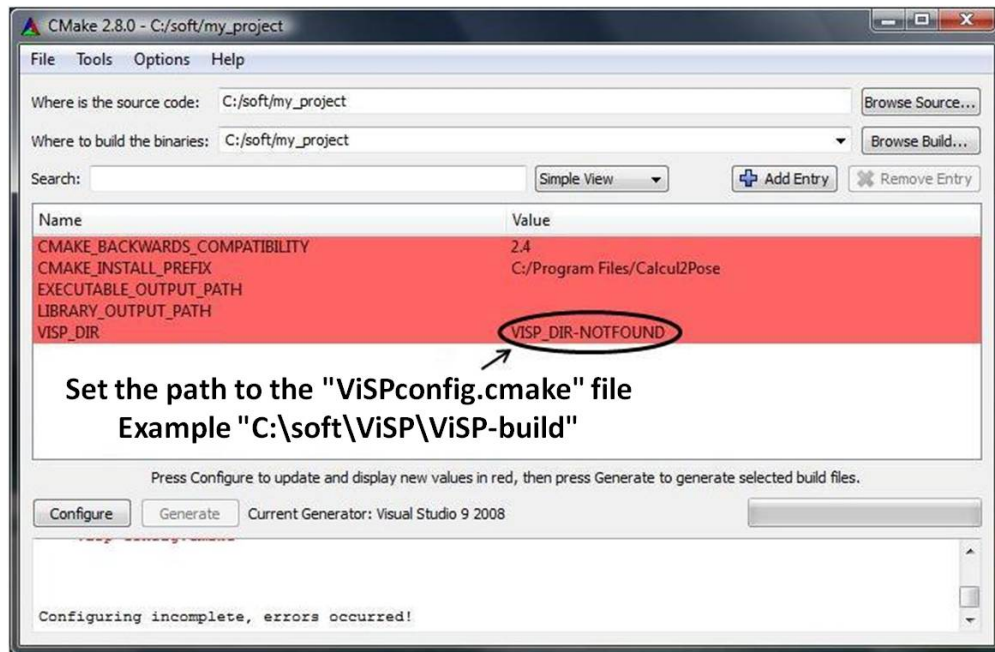 CMake 2.8.0 - C:/soft/my_project
File Tools Options Help
Where is the source code: C:/soft/my_project Browse Source...
Where to build the binaries: C:/soft/my_project Browse Build...
Search: Simple View Add Entry Remove Entry
Name Value
CMAKE_BACKWARDS_COMPATIBILITY 2.4
CMAKE_INSTALL_PREFIX C:/Program Files/Calcul2Pose
EXECUTABLE_OUTPUT_PATH
LIBRARY_OUTPUT_PATH
VISP_DIR VISP_DIR-NOTFOUND
Set the path to the "ViSPconfig.cmake" file
Example "C:\soft\ViSP\ViSP-build"
Press Configure to update and display new values in red, then press Generate to generate selected build files.
Configure Generate Current Generator: Visual Studio 9 2008
Configuring incomplete, errors occurred!